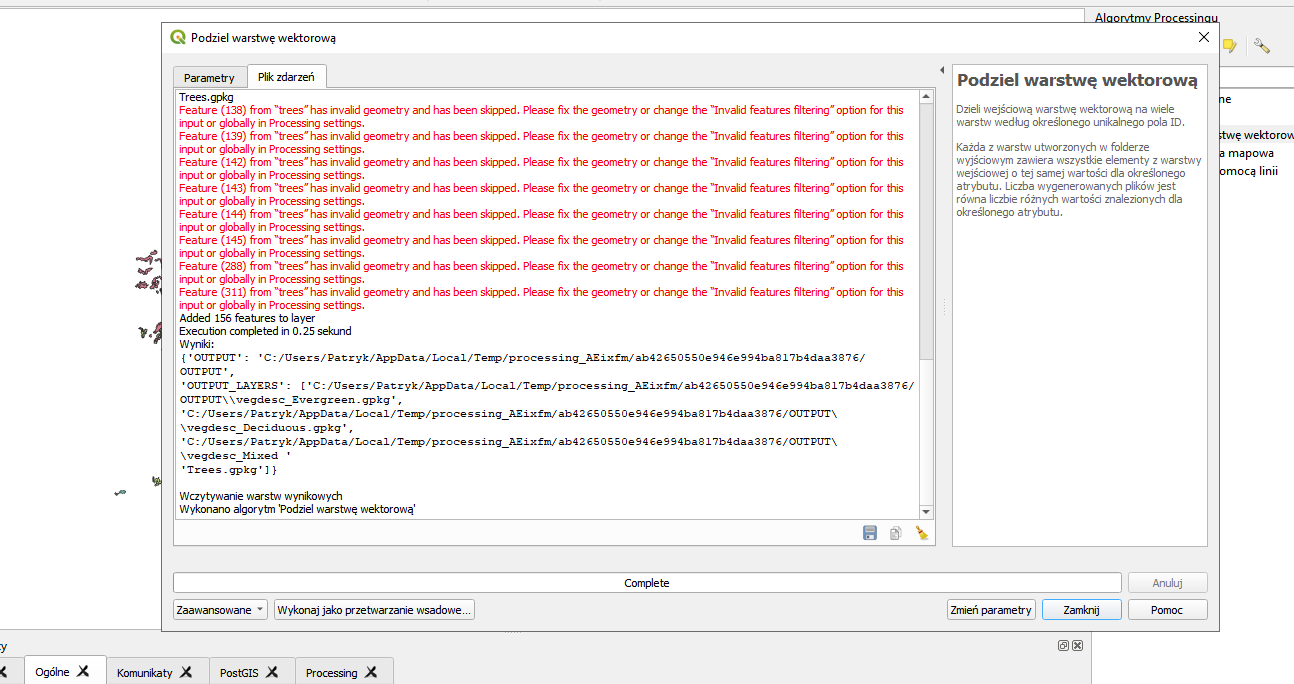 Algorytmy Processingu
Podziel warstwę wektorową
Parametry
Plik zdarzeń
Trees.gpkg
Feature (138) from “trees” has invalid geometry and has been skipped. Please fix the geometry or change the “Invalid features filtering” option for this
input or globally in Processing settings.
Feature (139) from “trees” has invalid geometry and has been skipped. Please fix the geometry or change the “Invalid features filtering” option for this
input or globally in Processing settings.
Feature (142) from “trees” has invalid geometry and has been skipped. Please fix the geometry or change the “Invalid features filtering” option for this
input or globally in Processing settings.
Feature (143) from “trees” has invalid geometry and has been skipped. Please fix the geometry or change the “Invalid features filtering” option for this
input or globally in Processing settings.
Feature (144) from “trees” has invalid geometry and has been skipped. Please fix the geometry or change the “Invalid features filtering” option for this
input or globally in Processing settings.
Feature (145) from “trees” has invalid geometry and has been skipped. Please fix the geometry or change the “Invalid features filtering” option for this
input or globally in Processing settings.
Feature (288) from “trees” has invalid geometry and has been skipped. Please fix the geometry or change the “Invalid features filtering” option for this
input or globally in Processing settings.
Feature (311) from “trees” has invalid geometry and has been skipped. Please fix the geometry or change the “Invalid features filtering” option for this
input or globally in Processing settings.
Added 156 features to layer
Execution completed in 0.25 sekund
Wyniki:
{'OUTPUT': 'C:/Users/Patryk/AppData/Local/Temp/processing_AEixfm/ab42650550e946e994ba817b4daa3876/
OUTPUT',
'OUTPUT_LAYERS': ['C:/Users/Patryk/AppData/Local/Temp/processing_AEixfm/ab42650550e946e994ba817b4daa3876/
OUTPUT\\vegdesc_Evergreen.gpkg',
'C:/Users/Patryk/AppData/Local/Temp/processing_AEixfm/ab42650550e946e994ba817b4daa3876/OUTPUT\
\vegdesc_Deciduous.gpkg',
'C:/Users/Patryk/AppData/Local/Temp/processing_AEixfm/ab42650550e946e994ba817b4daa3876/OUTPUT\
\vegdesc_Mixed '
'Trees.gpkg']}
Wczytywanie warstw wynikowych
Wykonano algorytm 'Podziel warstwę wektorową'
Podziel warstwę wektorową
Dzieli wejściową warstwę wektorową na wiele
warstw według określonego unikalnego pola ID.
Każda z warstw utworzonych w folderze
wyjściowym zawiera wszystkie elementy z warstwy
wejściowej o tej samej wartości dla określonego
atrybutu. Liczba wygenerowanych plików jest
równa liczbie różnych wartości znalezionych dla
określonego atrybutu.
ne
stwę wektorow
a mapowa
omocą linii
Complete
Anuluj
Zaawansowane
Wykonaj jako przetwarzanie wsadowe...
Zmień parametry
Zamknij
Pomoc
ty
Ogólne
Komunikaty
PostGIS
Processing